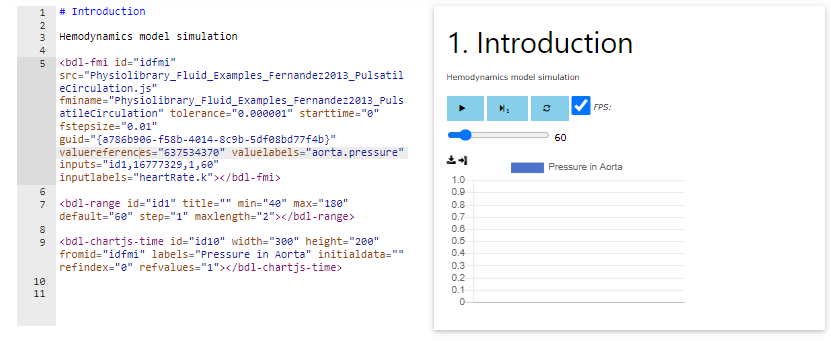 1 # Introduction
2
3 Hemodynamics model simulation
4
5 <bdl-fmi id="idfmi"
src="Physiolibrary_Fluid_Examples_Fernandez2013_Pulsatil
eCirculation.js"
fminame="Physiolibrary_Fluid_Examples_Fernandez2013_Puls
atileCirculation" tolerance="0.000001" starttime="0"
fstepsize="0.01"
guid="{a786b906-f58b-4014-8c9b-5df08bd77f4b}"
valuereferences="637534370" valuelabels="aorta.pressure"
inputs="id1,16777329,1,60"
inputlabels="heartRate.k"></bdl-fmi>
6
7 <bdl-range id="id1" title="" min="40" max="180"
default="60" step="1" maxlength="2"></bdl-range>
8
9 <bdl-chartjs-time id="id10" width="300" height="200"
fromid="idfmi" labels="Pressure in Aorta" initialdata=""
refindex="0" refvalues="1"></bdl-chartjs-time>
10
11
1. Introduction
Hemodynamics model simulation
1 FPS:
60
Pressure in Aorta
1.0
0.9
0.8
0.7
0.6
0.5
0.4
0.3
0.2
0.1
0